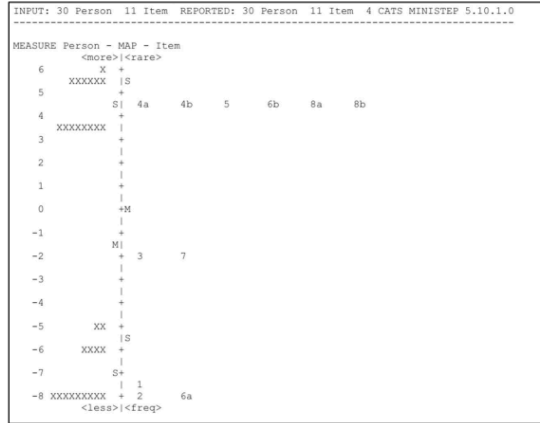 INPUT: 30 Person 11 Item REPORTED: 30 Person 11 Item 4 CATS MINISTEP 5.10.1.0
--------------------------------------------------------------------------------
MEASURE Person - MAP - Item
<more>|<rare>
6 X +
XXXXXX |S
5 +
S| 4a 4b 5 6b 8a 8b
4 +
XXXXXXXX |
3 +
|
2 +
|
1 +
|
0 +M
|
-1 +
M|
-2 + 3 7
|
-3 +
|
-4 +
|
-5 XX +
|S
-6 XXXX +
|
-7 S+
| 1
-8 XXXXXXXXX + 2 6a
<less>|<freq>